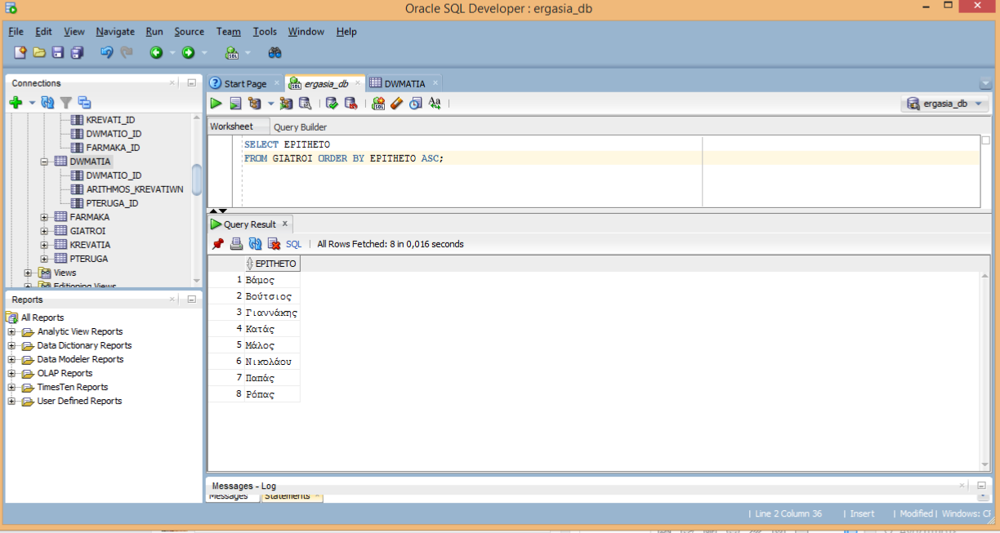 Oracle SQL Developer : ergasia_db
File Edit View Navigate Run Source Team Tools Window Help
Connections
KREVATI_ID
DWMATIO_ID
FARMAKA_ID
DWMATIA
DWMATIO_ID
ARITHMOS_KREVATIWN
PTERUGA_ID
FARMAKA
GIATROI
KREVATIA
PTERUGA
Views
Editioning Views
Reports
All Reports
Analytic View Reports
Data Dictionary Reports
Data Modeler Reports
OLAP Reports
TimesTen Reports
User Defined Reports
Start Page
ergasia_db
DWMATIA
ergasia_db
Worksheet Query Builder
SELECT EPITHETO
FROM GIATROI ORDER BY EPITHETO ASC;
Query Result
SQL | All Rows Fetched: 8 in 0,016 seconds
EPITHETO
1 Βάμος
2 Βούτσιος
3 Γιαννάκης
4 Κατάς
5 Μάλος
6 Νικολάου
7 Παπάς
8 Ρόπας
Messages - Log
Messages Statements
| Line 2 Column 36 | Insert | Modified | Windows: CF